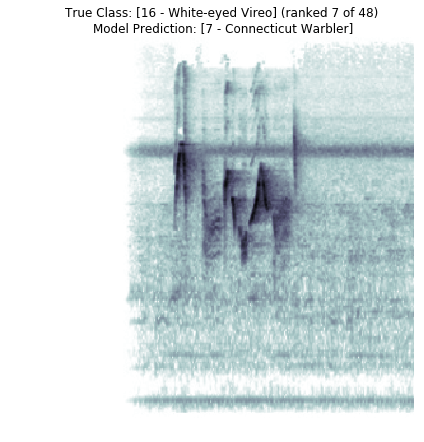 True Class: [16 - White-eyed Vireo] (ranked 7 of 48)
Model Prediction: [7 - Connecticut Warbler]